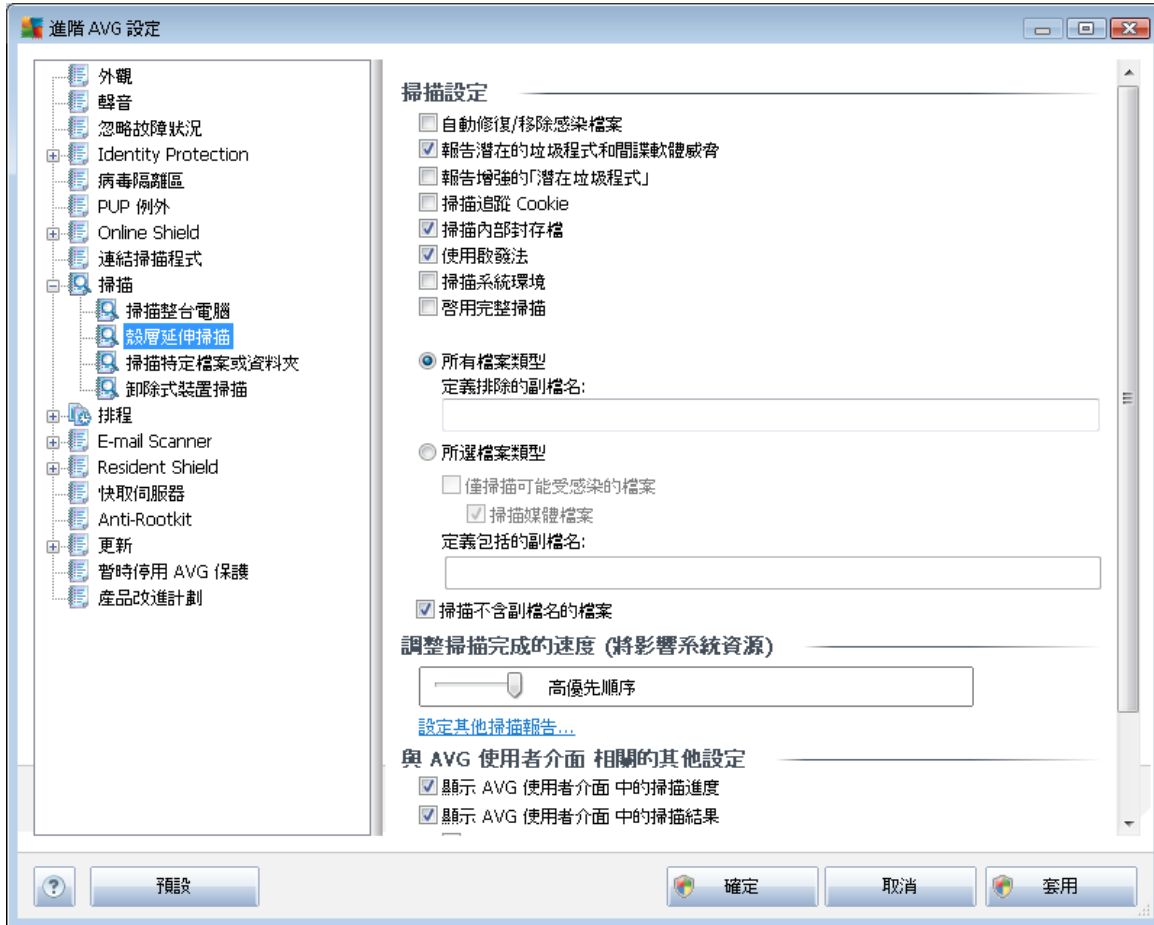 進階 AVG 設定
外觀
聲音
忽略故障狀況
Identity Protection
病毒隔離區
PUP 例外
Online Shield
連結掃描程式
掃描
掃描整台電腦
殼層延伸掃描
掃描特定檔案或資料夾
卸除式裝置掃描
排程
E-mail Scanner
Resident Shield
快取伺服器
Anti-Rootkit
更新
暫時停用 AVG 保護
產品改進計劃
掃描設定
自動修復/移除感染檔案
報告潛在的垃圾程式和間諜軟體威脅
報告增強的「潛在垃圾程式」
掃描追蹤 Cookie
掃描內部封存檔
使用啟發法
掃描系統環境
啓用完整掃描
所有檔案類型
定義排除的副檔名:
所選檔案類型
僅掃描可能受感染的檔案
掃描媒體檔案
定義包括的副檔名:
掃描不含副檔名的檔案
調整掃描完成的速度 (將影響系統資源)
高優先順序
設定其他掃描報告...
與 AVG 使用者介面 相關的其他設定
顯示 AVG 使用者介面 中的掃描進度
顯示 AVG 使用者介面 中的掃描結果
預設
確定
取消
套用